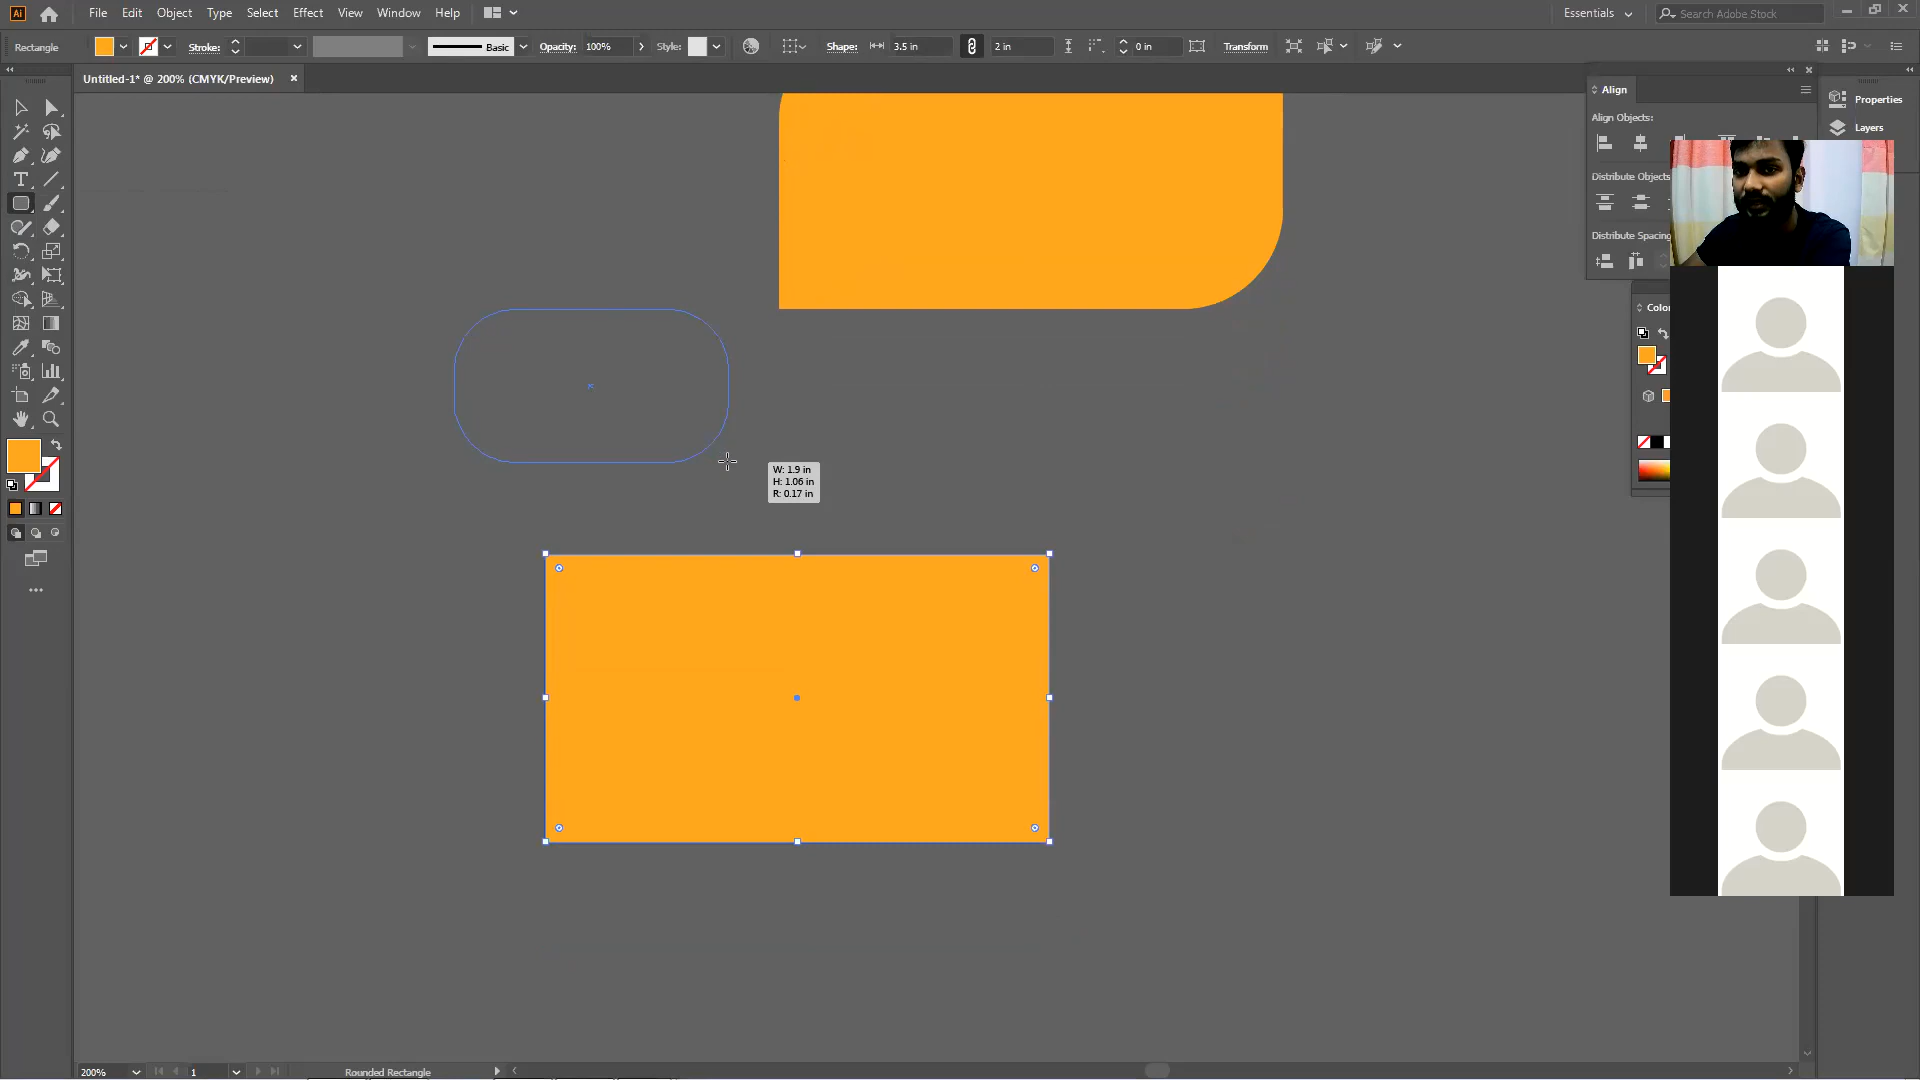 Ai File Edit Object Type Select Effect View Window Help Essentials Search Adobe Stock
Rectangle Stroke: Basic Opacity: 100% Style: Shape: 3.5 in 2 in 0 in Transform
Untitled-1* @ 200% (CMYK/Preview)
Align
Properties
Align Objects:
Layers
Distribute Objects
Distribute Spacing
Colo
W: 1.9 in
H: 1.06 in
R: 0.17 in
200% 1 Rounded Rectangle